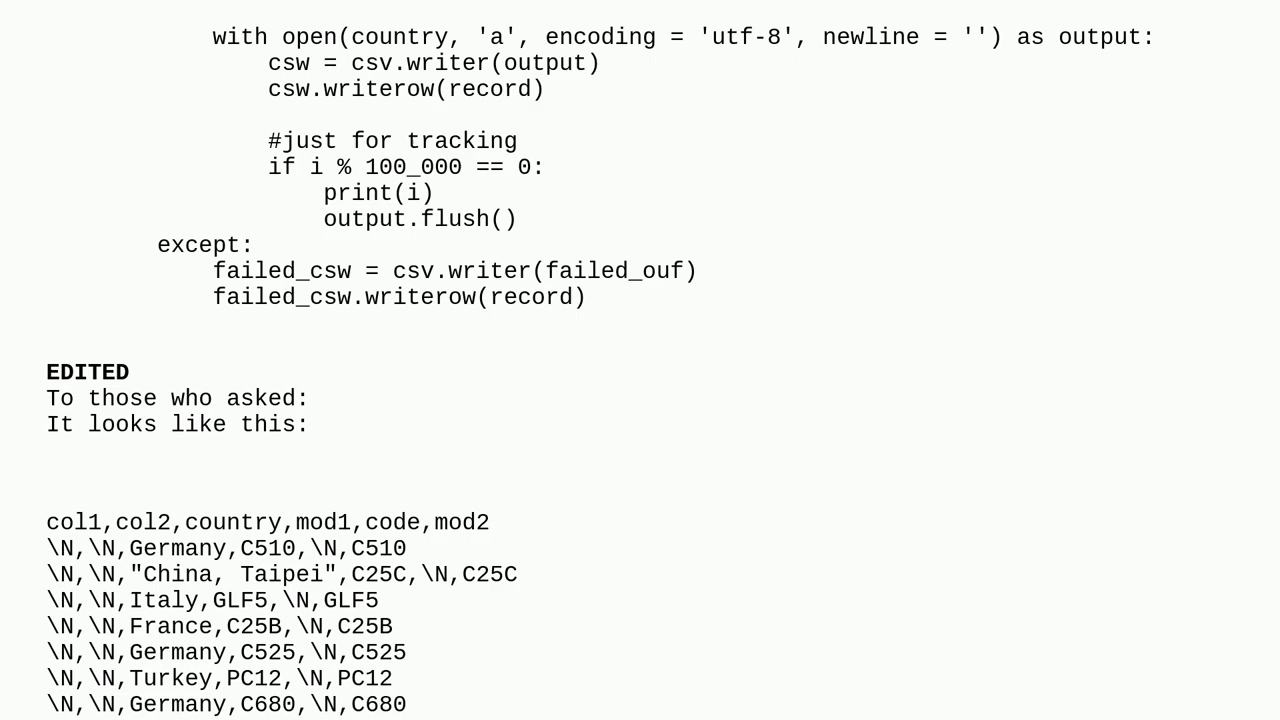 with open(country, 'a', encoding = 'utf-8', newline = '') as output:
csw = csv.writer(output)
csw.writerow(record)
#just for tracking
if i % 100_000 == 0:
print(i)
output.flush()
except:
failed_csw = csv.writer(failed_ouf)
failed_csw.writerow(record)
EDITED
To those who asked:
It looks like this:
col1,col2,country,mod1,code,mod2
\N,\N,Germany,C510,\N,C510
\N,\N,"China, Taipei",C25C,\N,C25C
\N,\N,Italy,GLF5,\N,GLF5
\N,\N,France,C25B,\N,C25B
\N,\N,Germany,C525,\N,C525
\N,\N,Turkey,PC12,\N,PC12
\N,\N,Germany,C680,\N,C680